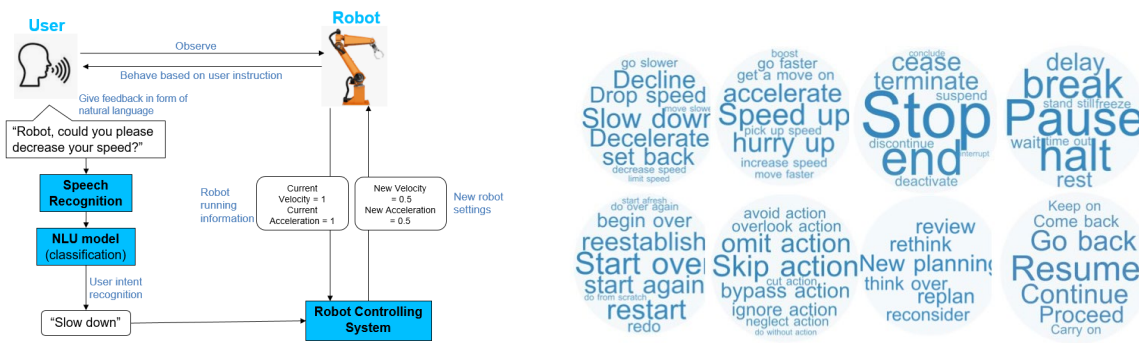 User
Robot
Observe
Behave based on user instruction
Give feedback in form of
natural language
“Robot, could you please
decrease your speed?”
Speech
Recognition
NLU model
(classification)
User intent
recognition
“Slow down”
Robot
running
information
Current
Velocity = 1
Current
Acceleration = 1
New Velocity
= 0.5
New Acceleration
= 0.5
New robot
settings
Robot Controlling
System
go slower
Decline
Drop speed
move slowe
Slow dowr
Decelerate
set back
decrease speed
limit speed
boost
go faster
get a move on
accelerate
Speed up
pick up speed
hurry up
increase speed
move faster
conclude
cease
terminate
suspend
Stop
discontinue
end
interrupt
deactivate
delay
break
stand still
freeze
Pause
wait
time out
halt
rest
start afresh
do over again
begin over
reestablish
Start over
start again
do from scratch
restart
redo
avoid action
overlook action
omit action
Skip action
cut action
bypass action
ignore action
neglect action
do without action
review
rethink
New planning
think over
replan
reconsider
Keep on
Come back
Go back
Resume
Continue
Proceed
Carry on